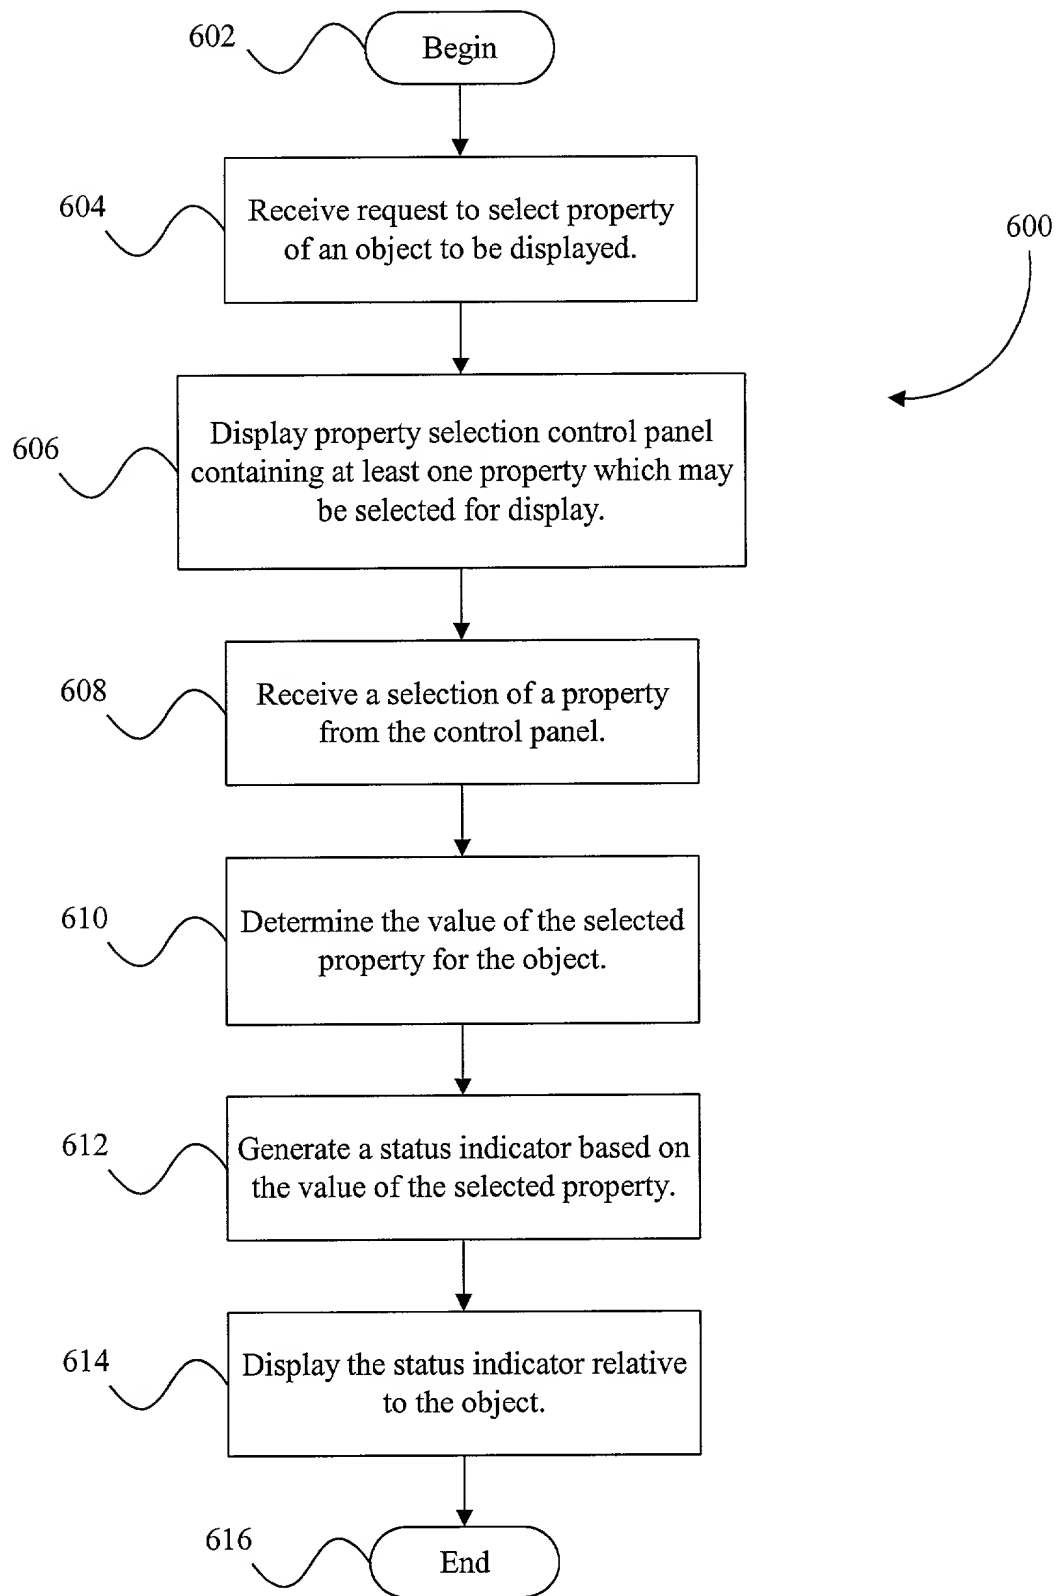 602
Begin
604
Receive request to select property
of an object to be displayed.
600
606
Display property selection control panel
containing at least one property which may
be selected for display.
608
Receive a selection of a property
from the control panel.
610
Determine the value of the selected
property for the object.
612
Generate a status indicator based on
the value of the selected property.
614
Display the status indicator relative
to the object.
616
End